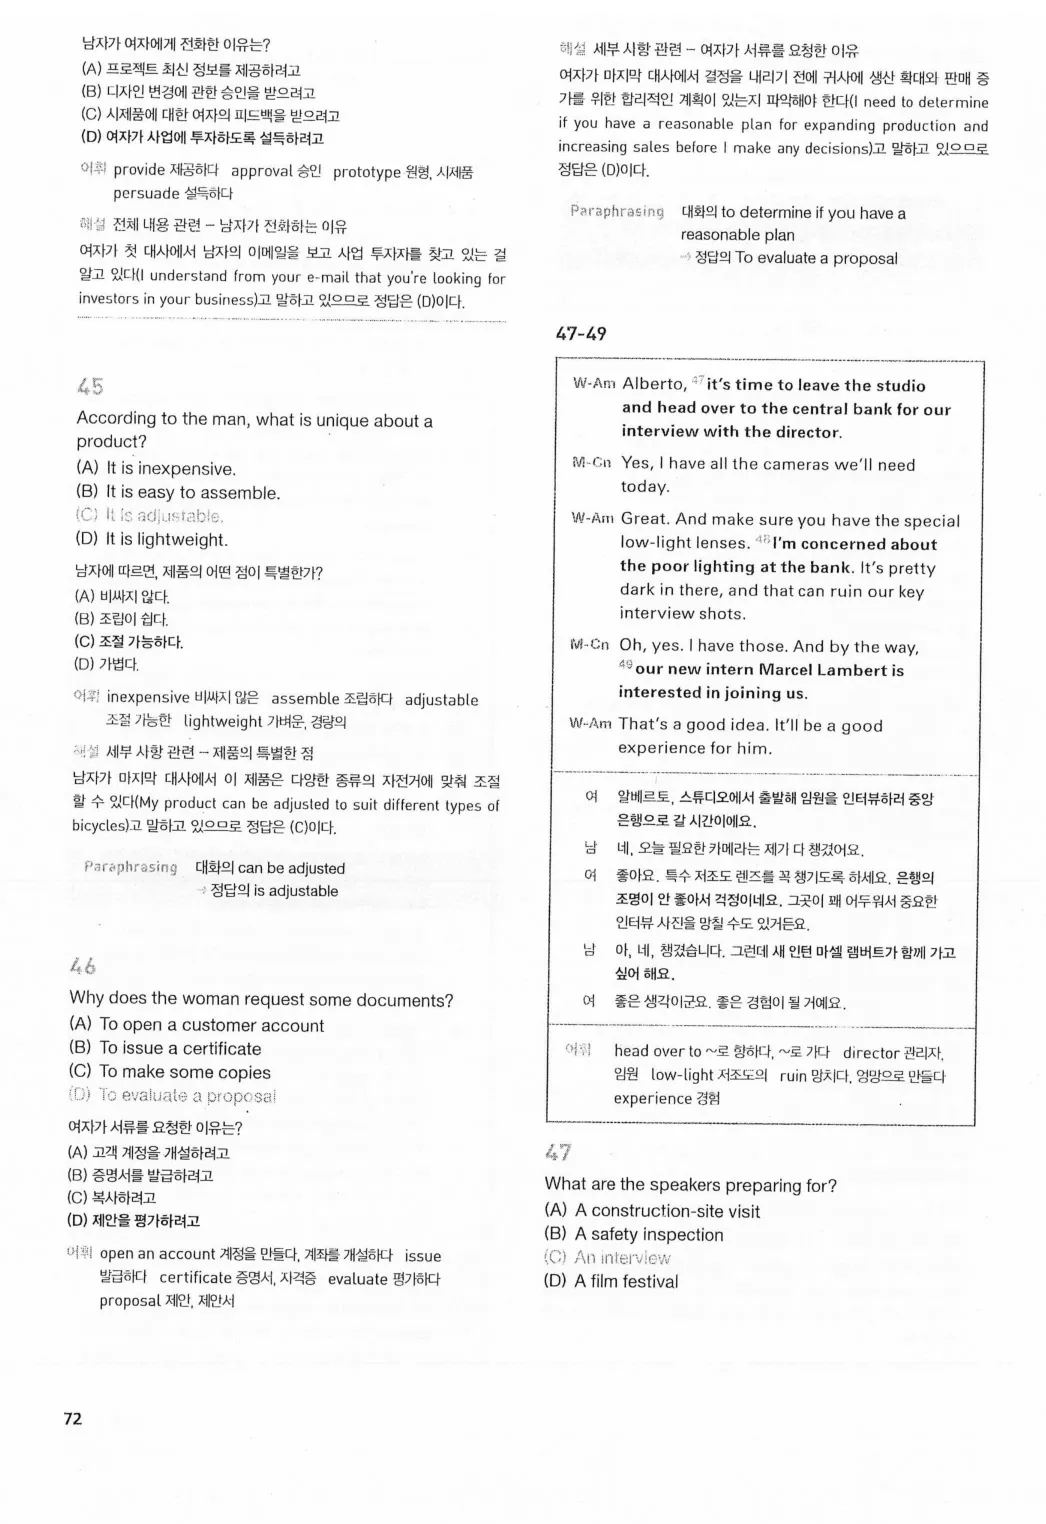 남자가 여자에게 전화한 이유는?
(A) 프로젝트 최신 정보를 제공하려고
(B) 디자인 변경에 관한 승인을 받으려고
(C) 시제품에 대한 여자의 피드백을 받으려고
(D) 여자가 사업에 투자하도록 설득하려고
어휘 provide 제공하다 approval 승인 prototype 원형, 시제품
persuade 설득하다
해설 전체 내용 관련 – 남자가 전화하는 이유
여자가 첫 대사에서 남자의 이메일을 보고 사업 투자자를 찾고 있는 걸
알고 있다(I understand from your e-mail that you're looking for
investors in your business)고 말하고 있으므로 정답은 (D)이다.
45
According to the man, what is unique about a
product?
(A) It is inexpensive.
(B) It is easy to assemble.
(C) It is adjustable.
(D) It is lightweight.
남자에 따르면, 제품의 어떤 점이 특별한가?
(A) 비싸지 않다.
(B) 조립이 쉽다.
(C) 조절 가능하다.
(D) 가볍다.
어휘 inexpensive 비싸지 않은 assemble 조립하다 adjustable
조절 가능한 lightweight 가벼운, 경량의
해설 세부 사항 관련 – 제품의 특별한 점
남자가 마지막 대사에서 이 제품은 다양한 종류의 자전거에 맞춰 조절
할 수 있다(My product can be adjusted to suit different types of
bicycles)고 말하고 있으므로 정답은 (C)이다.
Paraphrasing 대화의 can be adjusted
→ 정답의 is adjustable
46
Why does the woman request some documents?
(A) To open a customer account
(B) To issue a certificate
(C) To make some copies
(D) To evaluate a proposal
여자가 서류를 요청한 이유는?
(A) 고객 계정을 개설하려고
(B) 증명서를 발급하려고
(C) 복사하려고
(D) 제안을 평가하려고
어휘 open an account 계정을 만들다, 계좌를 개설하다 issue
발급하다 certificate 증명서, 자격증 evaluate 평가하다
proposal 제안, 제안서
72
해설 세부 사항 관련 – 여자가 서류를 요청한 이유
여자가 마지막 대사에서 결정을 내리기 전에 귀사에 생산 확대와 판매 증
가를 위한 합리적인 계획이 있는지 파악해야 한다(I need to determine
if you have a reasonable plan for expanding production and
increasing sales before I make any decisions)고 말하고 있으므로
정답은 (D)이다.
Paraphrasing 대화의 to determine if you have a
reasonable plan
→ 정답의 To evaluate a proposal
47-49
W-Am Alberto, 47it's time to leave the studio
and head over to the central bank for our
interview with the director.
M-Cn Yes, I have all the cameras we'll need
today.
W-Am Great. And make sure you have the special
low-light lenses. 48I'm concerned about
the poor lighting at the bank. It's pretty
dark in there, and that can ruin our key
interview shots.
M-Cn Oh, yes. I have those. And by the way,
49our new intern Marcel Lambert is
interested in joining us.
W-Am That's a good idea. It'll be a good
experience for him.
여 알베르토, 스튜디오에서 출발해 임원을 인터뷰하러 중앙
은행으로 갈 시간이에요.
남 네, 오늘 필요한 카메라는 제가 다 챙겼어요.
여 좋아요. 특수 저조도 렌즈를 꼭 챙기도록 하세요. 은행의
조명이 안 좋아서 걱정이네요. 그곳이 꽤 어두워서 중요한
인터뷰 사진을 망칠 수도 있거든요.
남 아, 네, 챙겼습니다. 그런데 새 인턴 마셀 램버트가 함께 가고
싶어 해요.
여 좋은 생각이군요. 좋은 경험이 될 거예요.
어휘 head over to ~로 향하다, ~로 가다 director 관리자,
임원 low-light 저조도의 ruin 망치다, 엉망으로 만들다
experience 경험
47
What are the speakers preparing for?
(A) A construction-site visit
(B) A safety inspection
(C) An interview
(D) A film festival